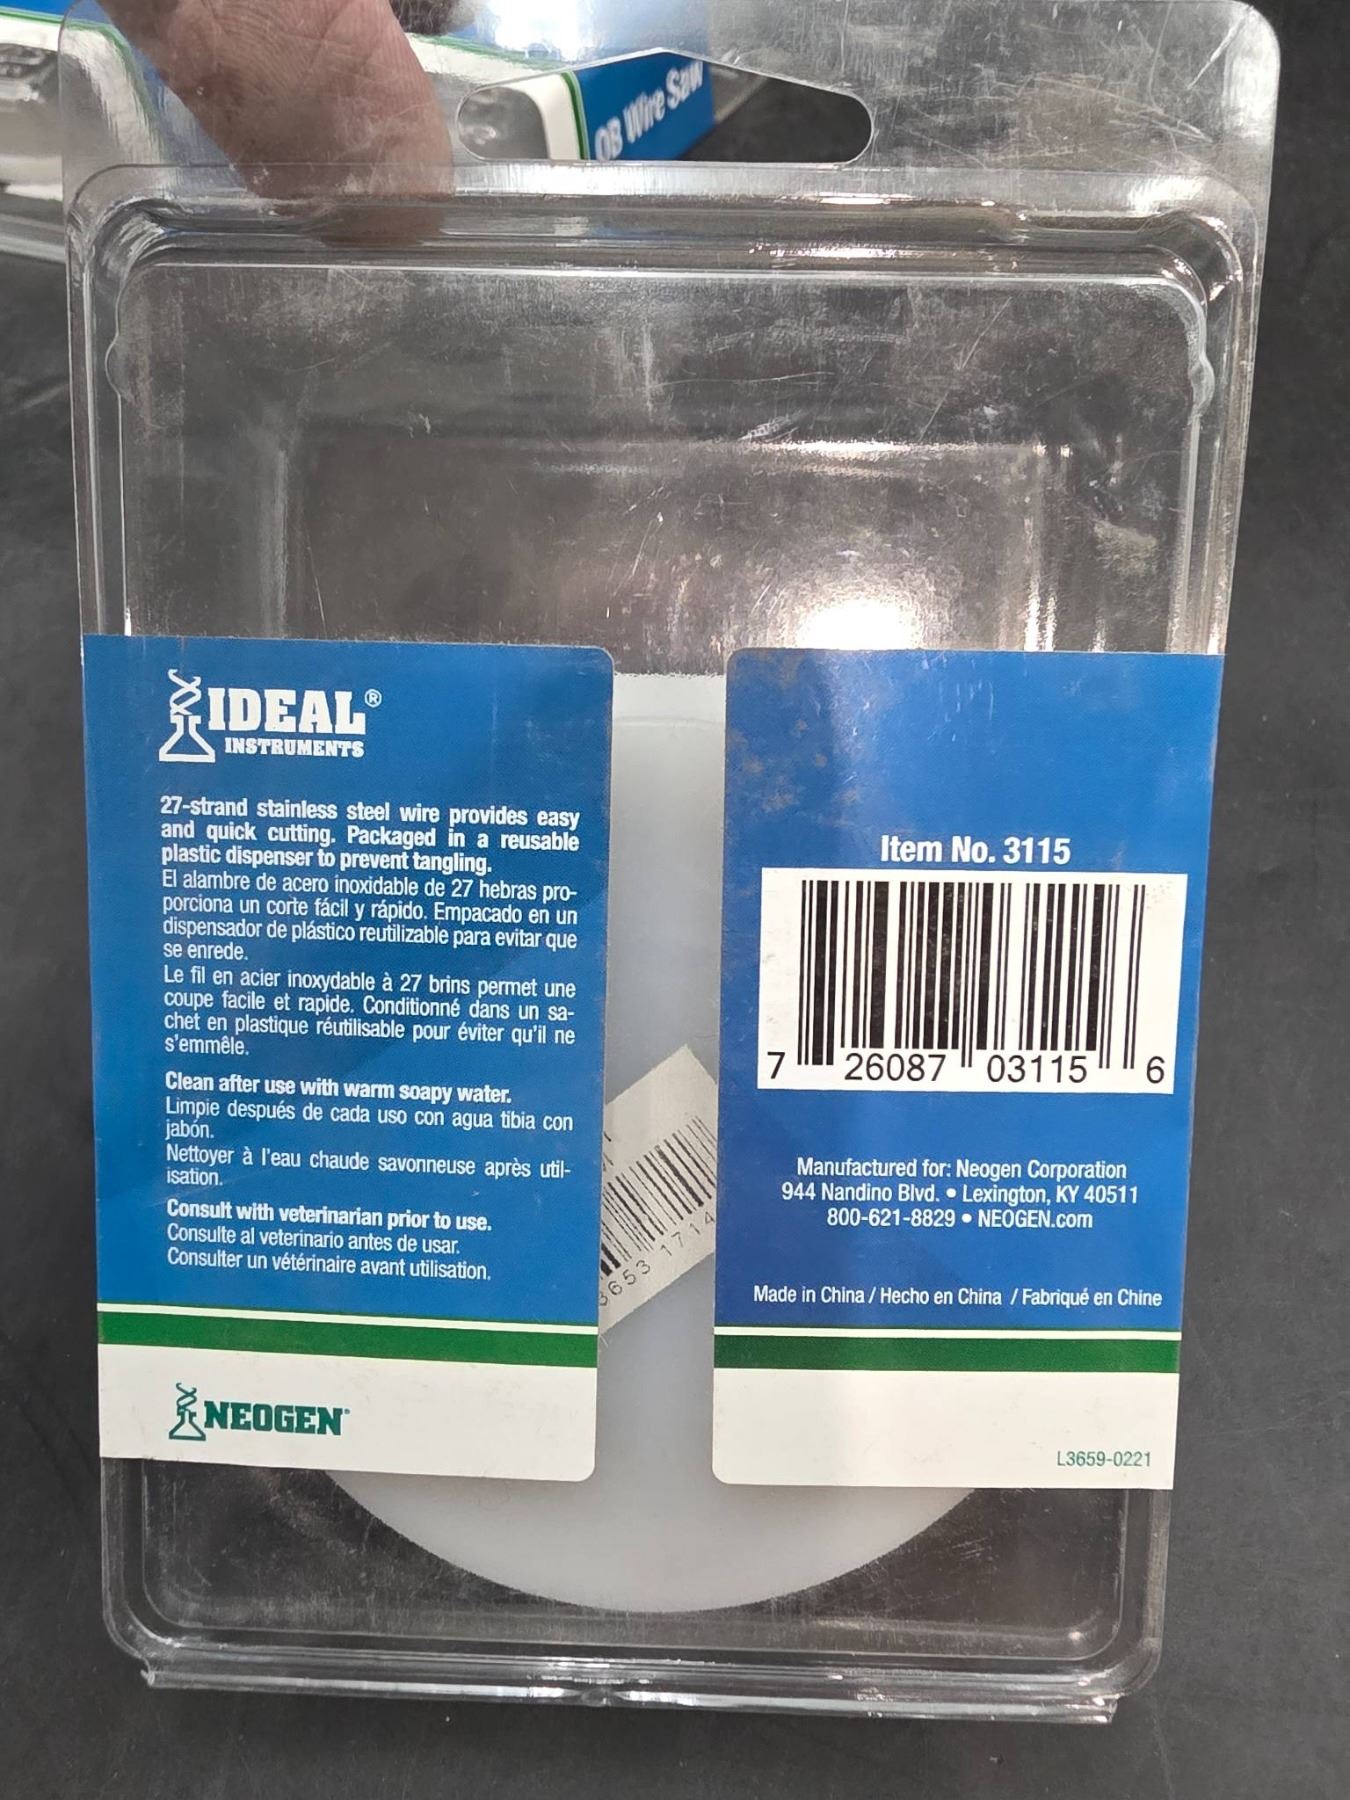 OB Wire Saw
IDEAL®
INSTRUMENTS
27-strand stainless steel wire provides easy
and quick cutting. Packaged in a reusable
plastic dispenser to prevent tangling.
El alambre de acero inoxidable de 27 hebras pro-
porciona un corte fácil y rápido. Empacado en un
dispensador de plástico reutilizable para evitar que
se enrede.
Le fil en acier inoxydable à 27 brins permet une
coupe facile et rapide. Conditionné dans un sa-
chet en plastique réutilisable pour éviter qu'il ne
s'emmêle.
Clean after use with warm soapy water.
Limpie después de cada uso con agua tibia con
jabón.
Nettoyer à l'eau chaude savonneuse après util-
isation.
Consult with veterinarian prior to use.
Consulte al veterinario antes de usar.
Consulter un vétérinaire avant utilisation.
NEOGEN
3653 1714
Item No. 3115
7 26087 03115 6
Manufactured for: Neogen Corporation
944 Nandino Blvd. • Lexington, KY 40511
800-621-8829 • NEOGEN.com
Made in China / Hecho en China / Fabriqué en Chine
L3659-0221